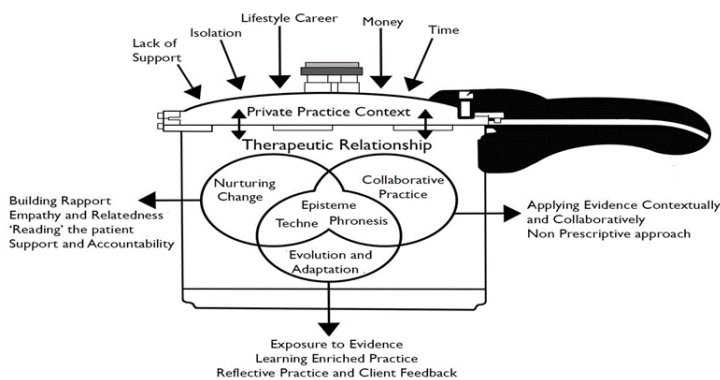 Lifestyle Career
Money
Time
Isolation
Lack of
Support
Private Practice Context
Therapeutic Relationship
Nurturing
Change
Collaborative
Practice
Episteme
Techne
Phronesis
Evolution and
Adaptation
Building Rapport
Empathy and Relatedness
‘Reading’ the patient
Support and Accountability
Applying Evidence Contextually
and Collaboratively
Non Prescriptive approach
Exposure to Evidence
Learning Enriched Practice
Reflective Practice and Client Feedback